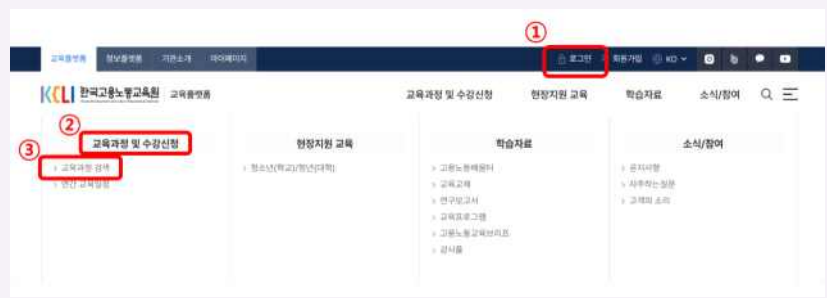 ①
교육플랫폼 정보플랫폼 기관소개 마이페이지 로그인 회원가입 KO
KCLI 한국고용노동교육원 교육플랫폼 교육과정 및 수강신청 현장지원 교육 학습자료 소식/참여
②
교육과정 및 수강신청 현장지원 교육 학습자료 소식/참여
③
> 교육과정 검색 > 청소년(학교)/청년(대학) > 고용노동배움터 > 공지사항
> 연간 교육일정 > 교육교재 > 자주하는 질문
> 연구보고서 > 고객의 소리
> 교육프로그램
> 고용노동교육브리프
> 강사풀